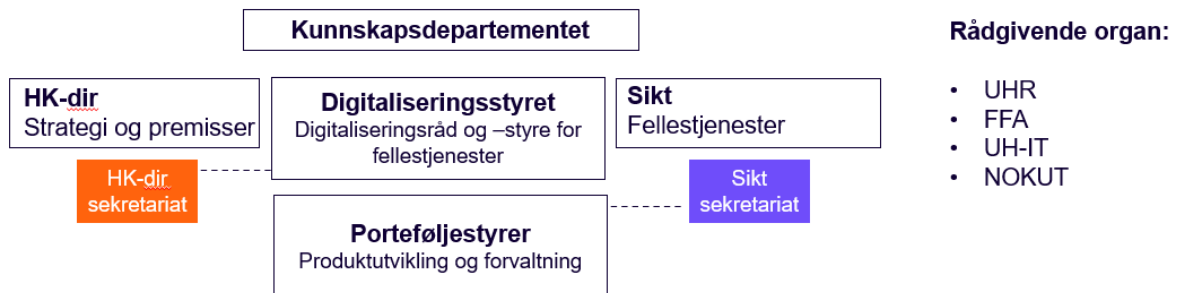 Kunnskapsdepartementet
HK-dir
Strategi og premisser
Digitaliseringsstyret
Digitaliseringsråd og –styre for
fellestjenester
Sikt
Fellestjenester
HK-dir
sekretariat
Sikt
sekretariat
Porteføljestyrer
Produktutvikling og forvaltning
Rådgivende organ:
• UHR
• FFA
• UH-IT
• NOKUT